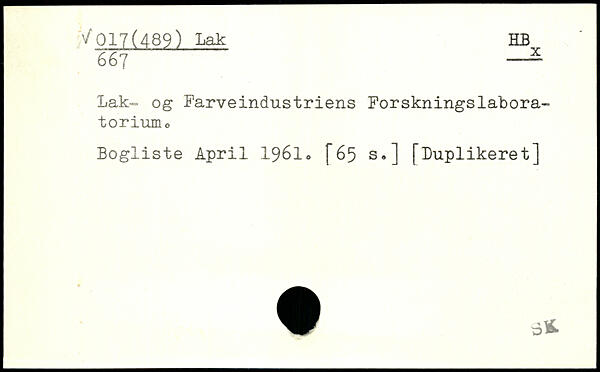 √ 017(489) Lak HBx
667
Lak- og Farveindustriens Forskningslabora-
torium.
Bogliste April 1961. [65 s.] [Duplikeret]
SK